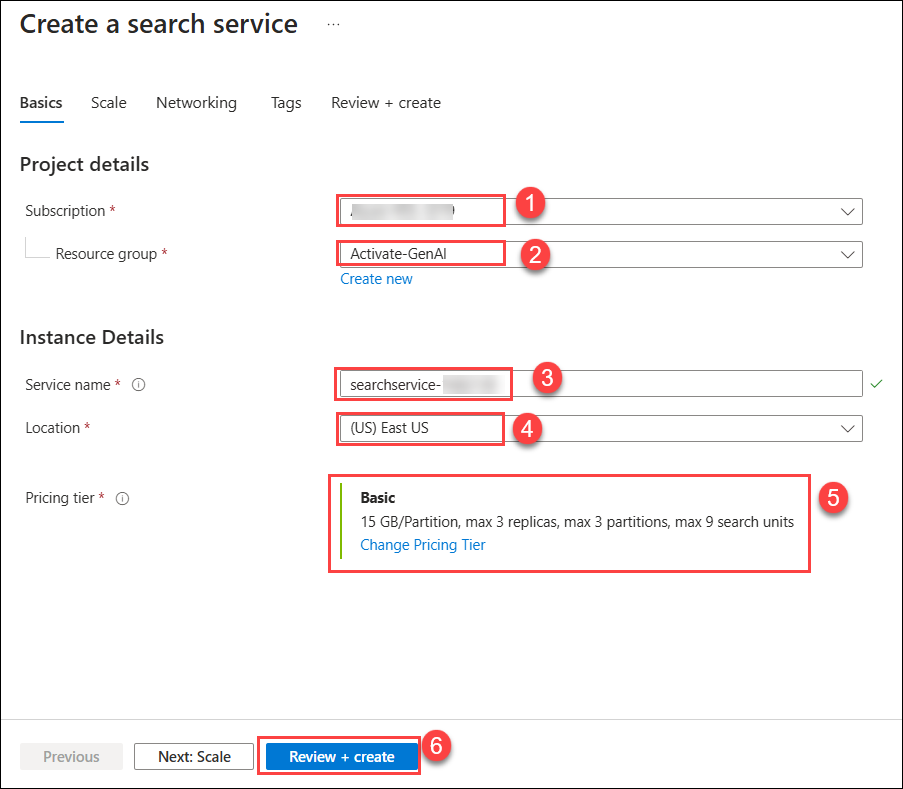 Create a search service ...
Basics Scale Networking Tags Review + create
Project details
Subscription * 1
Resource group * Activate-GenAI 2
Create new
Instance Details
Service name * searchservice- 3
Location * (US) East US 4
Pricing tier * Basic 5
15 GB/Partition, max 3 replicas, max 3 partitions, max 9 search units
Change Pricing Tier
Previous Next: Scale Review + create 6